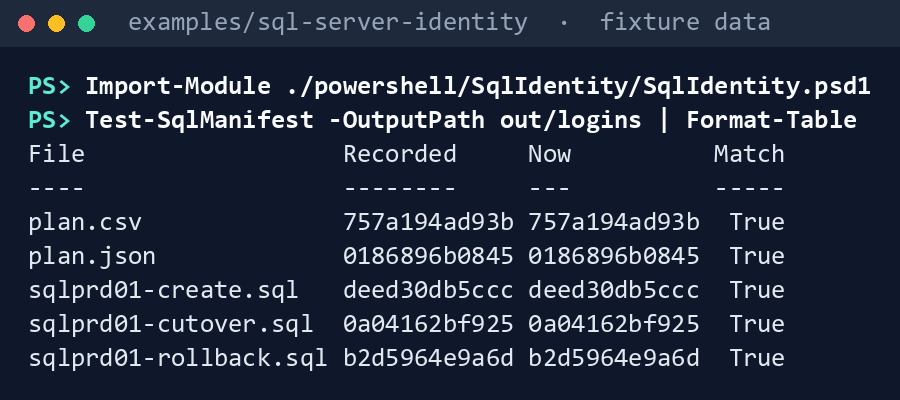 examples/sql-server-identity · fixture data
PS> Import-Module ./powershell/SqlIdentity/SqlIdentity.psd1
PS> Test-SqlManifest -OutputPath out/logins | Format-Table
File Recorded Now Match
---- -------- --- -----
plan.csv 757a194ad93b 757a194ad93b True
plan.json 0186896b0845 0186896b0845 True
sqlprd01-create.sql deed30db5ccc deed30db5ccc True
sqlprd01-cutover.sql 0a04162bf925 0a04162bf925 True
sqlprd01-rollback.sql b2d5964e9a6d b2d5964e9a6d True